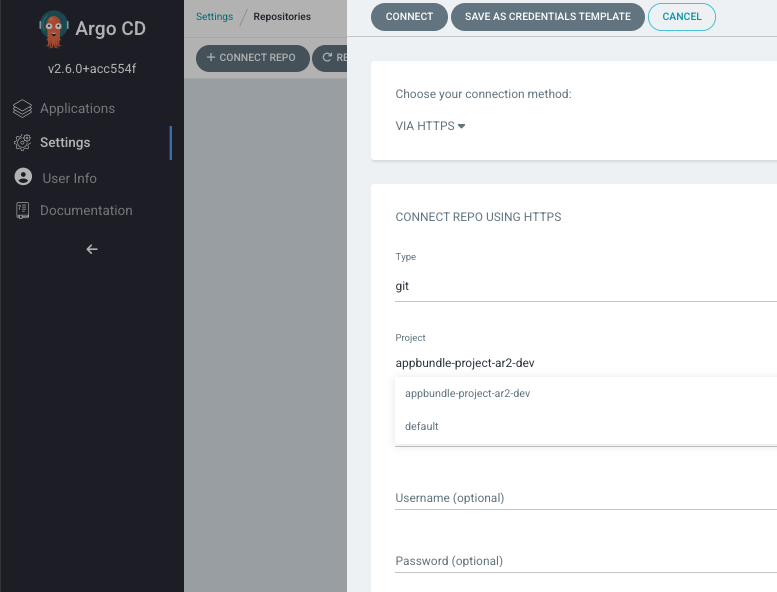 Argo CD
v2.6.0+acc554f
Applications
Settings
User Info
Documentation
Settings / Repositories
+ CONNECT REPO
RE
CONNECT
SAVE AS CREDENTIALS TEMPLATE
CANCEL
Choose your connection method:
VIA HTTPS
CONNECT REPO USING HTTPS
Type
git
Project
appbundle-project-ar2-dev
appbundle-project-ar2-dev
default
Username (optional)
Password (optional)